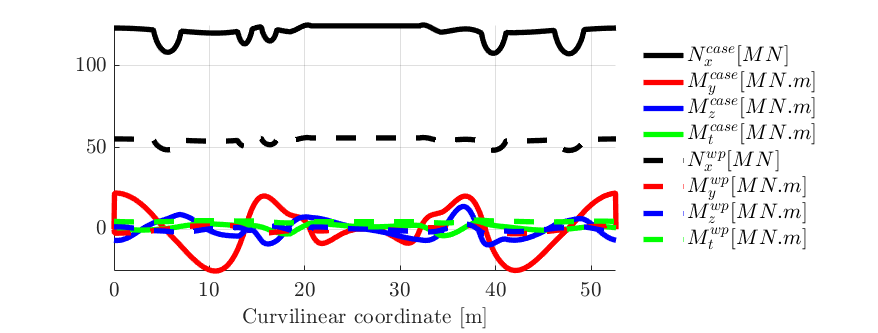 100
50
0
0 10 20 30 40 50
Curvilinear coordinate [m]
N_x^{case}[MN]
M_y^{case}[MN.m]
M_z^{case}[MN.m]
M_t^{case}[MN.m]
N_x^{wp}[MN]
M_y^{wp}[MN.m]
M_z^{wp}[MN.m]
M_t^{wp}[MN.m]